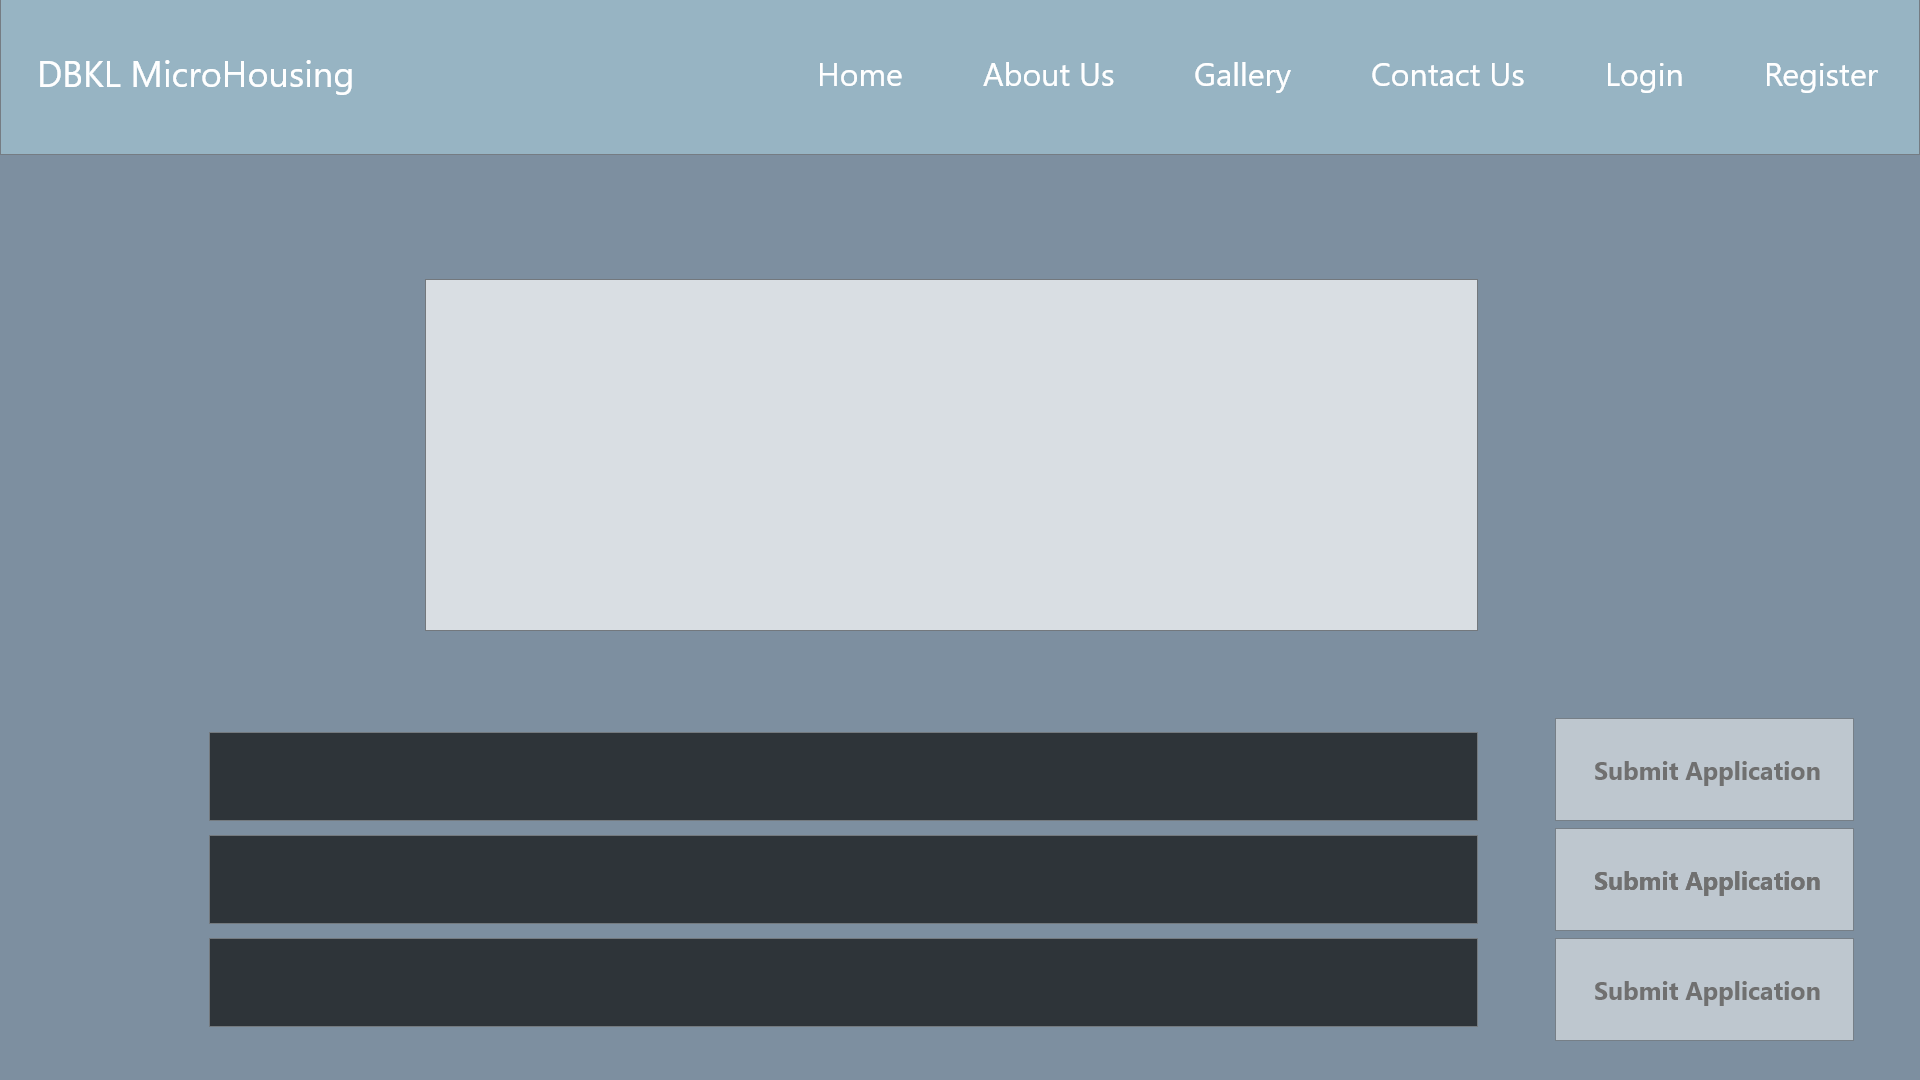 DBKL MicroHousing
Home
About Us
Gallery
Contact Us
Login
Register
Submit Application
Submit Application
Submit Application